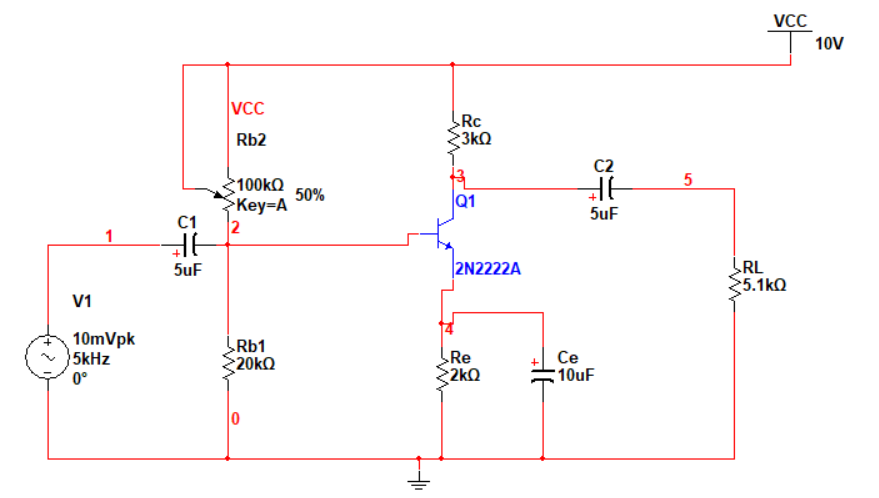 VCC
10V
VCC
Rb2
100kΩ
Key=A
50%
2
Rc
3kΩ
3
Q1
2N2222A
C2
+
5uF
5
RL
5.1kΩ
1
C1
+
5uF
V1
10mVpk
5kHz
0°
+
Rb1
20kΩ
0
4
Re
2kΩ
+
Ce
10uF